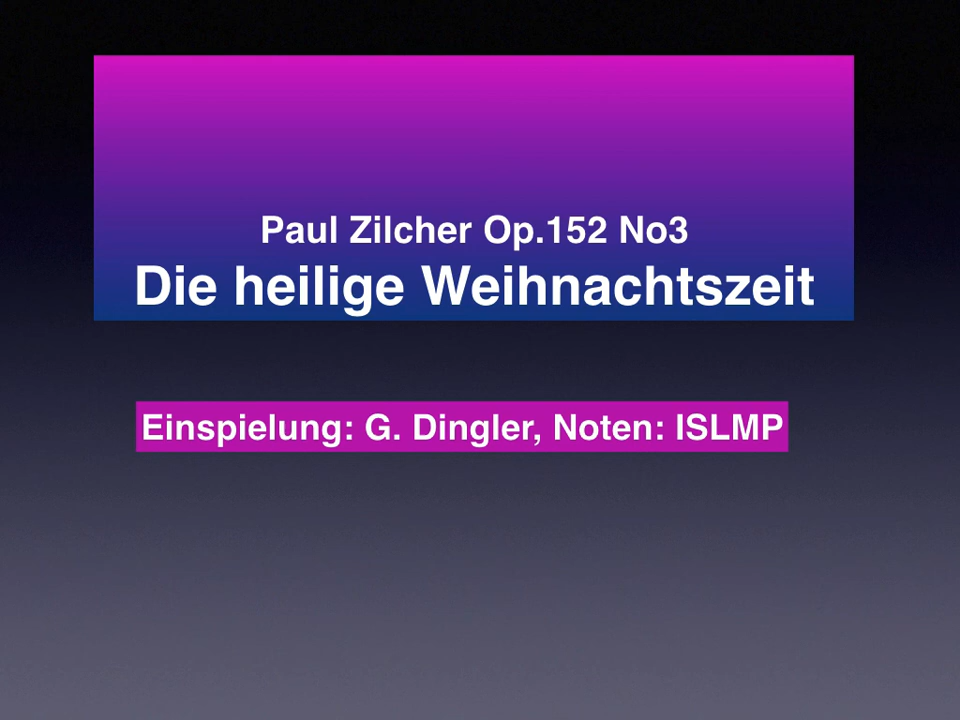 Paul Zilcher Op.152 No3
Die heilige Weihnachtszeit
Einspielung: G. Dingler, Noten: ISLMP